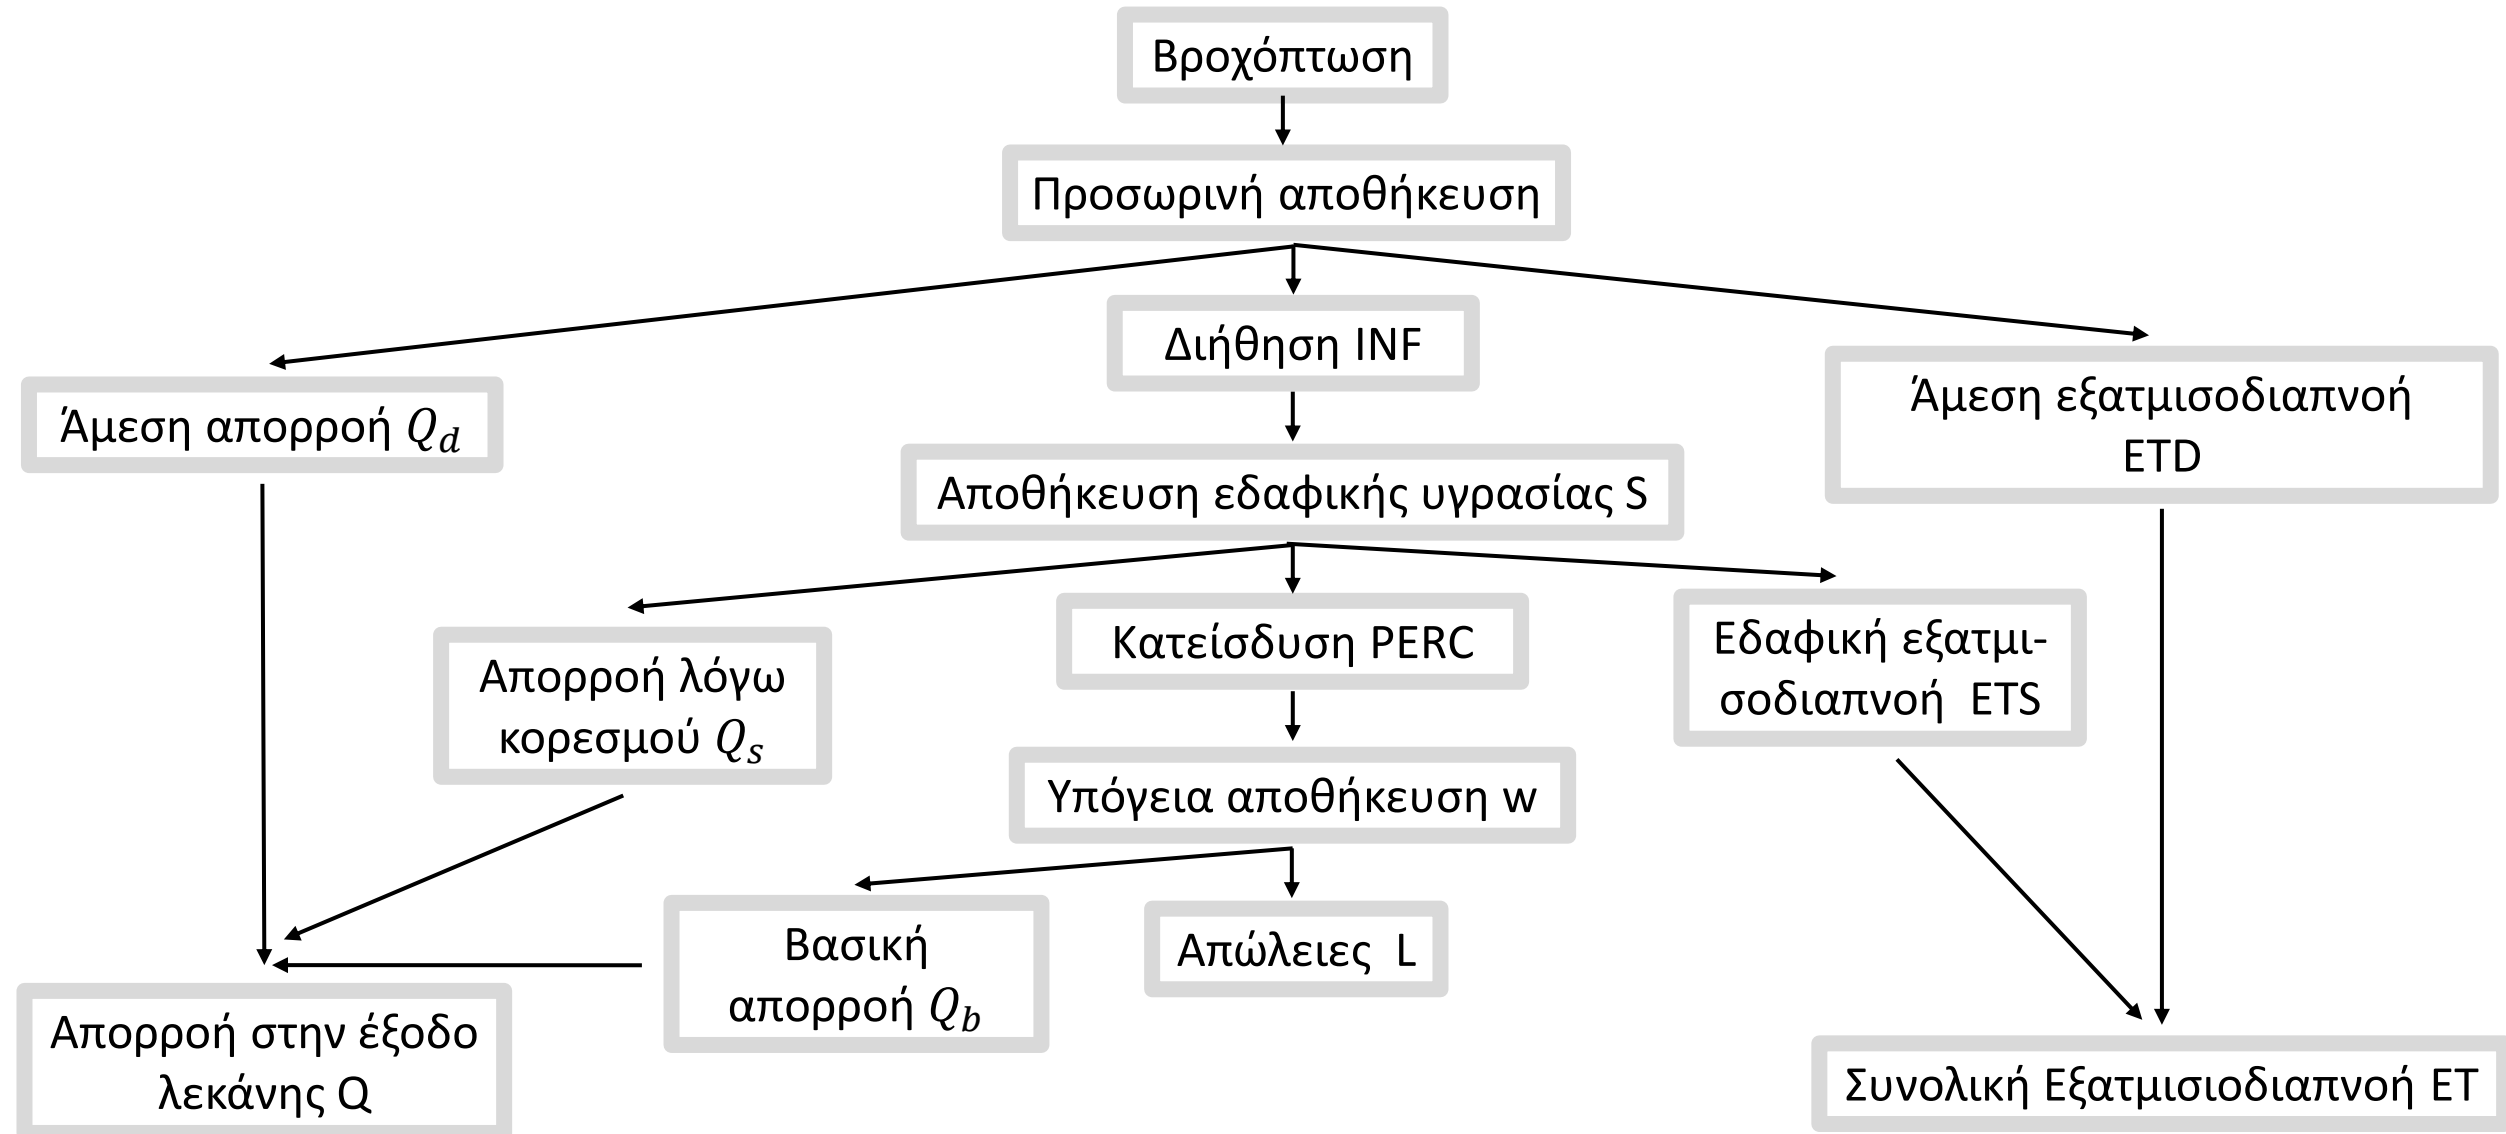 Βροχόπτωση
Προσωρινή αποθήκευση
Διήθηση INF
Άμεση απορροή Q_d
Άμεση εξατμισοδιαπνοή
ETD
Αποθήκευση εδαφικής υγρασίας S
Απορροή λόγω
κορεσμού Q_s
Κατείσδυση PERC
Εδαφική εξατμι-
σοδιαπνοή ETS
Υπόγεια αποθήκευση w
Βασική
απορροή Q_b
Απώλειες L
Απορροή στην έξοδο
λεκάνης Q
Συνολική Εξατμισιοδιαπνοή ET